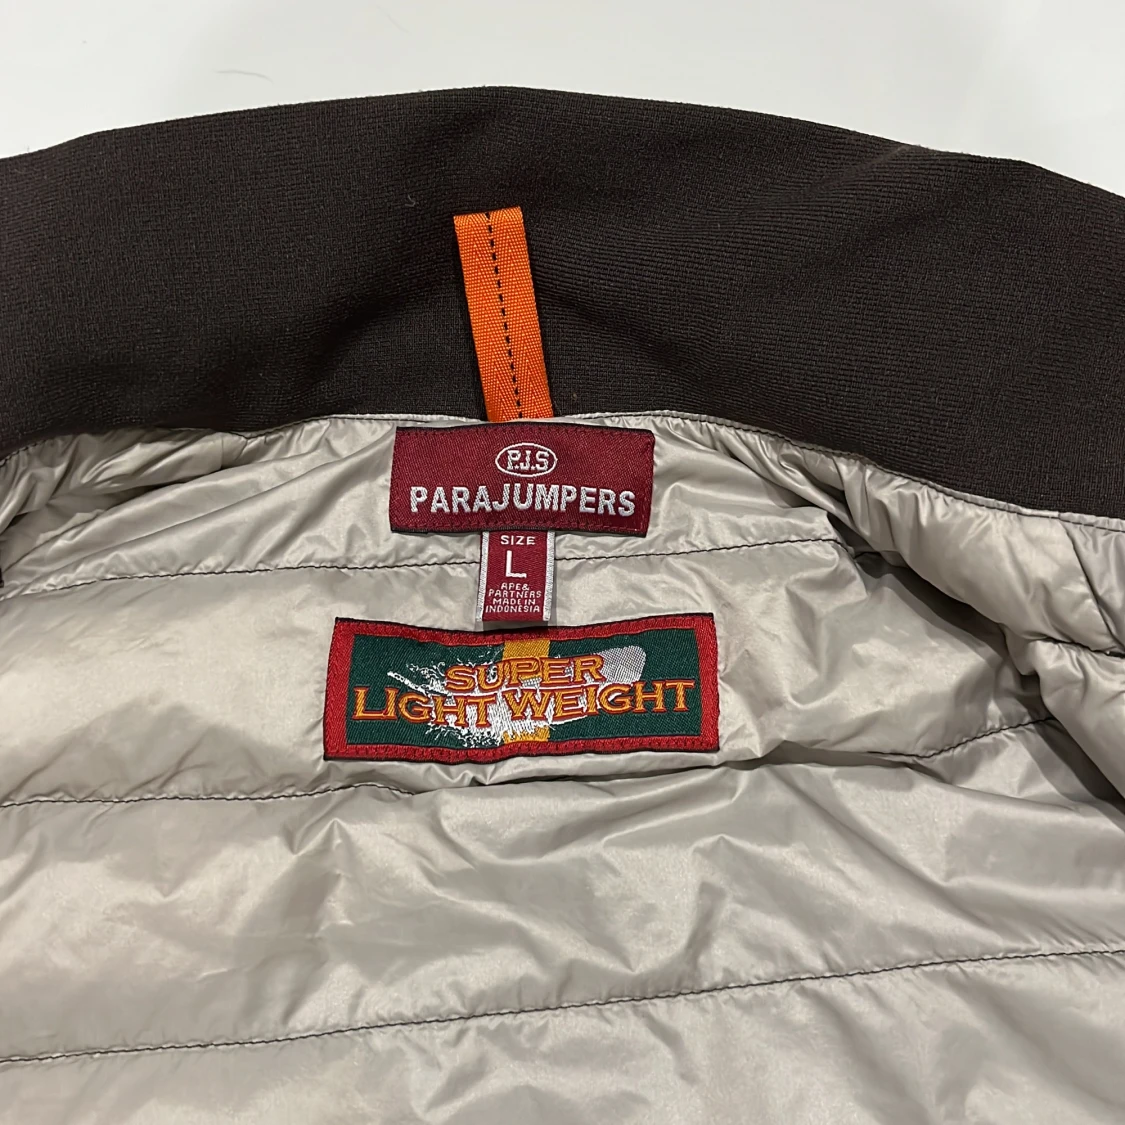 P.J.S
PARAJUMPERS
SIZE
L
APE&
PARTNERS
MADE IN
INDONESIA
SUPER
LIGHT WEIGHT